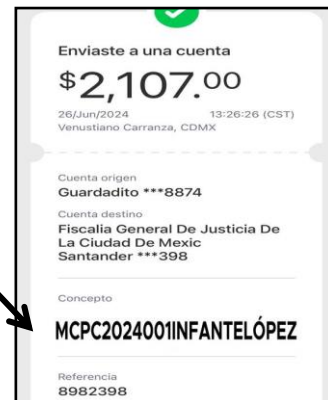 Enviaste a una cuenta
$2,107.00
26/Jun/2024 13:26:26 (CST)
Venustiano Carranza, CDMX
Cuenta origen
Guardadito ***8874
Cuenta destino
Fiscalia General De Justicia De
La Ciudad De Mexic
Santander ***398
Concepto
MCPC2024001INFANTELÓPEZ
Referencia
8982398